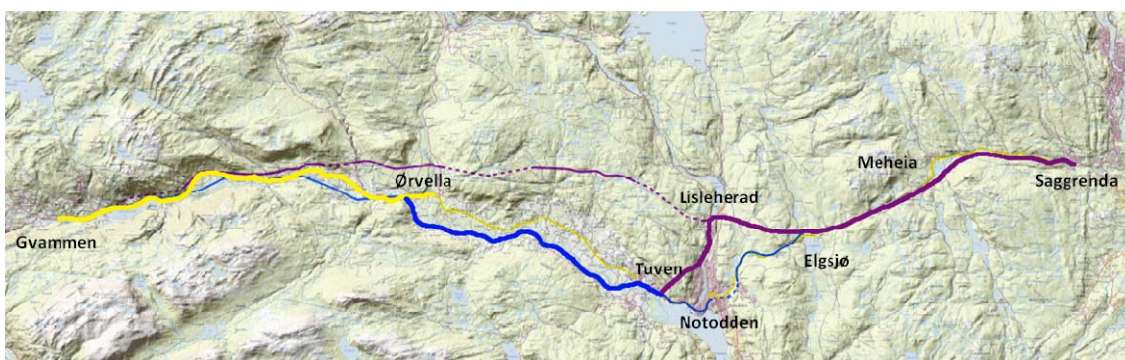 Meheia
Saggrenda
Ørvella
Lisleherad
Gvammen
Tuven
Elgsjø
Notodden